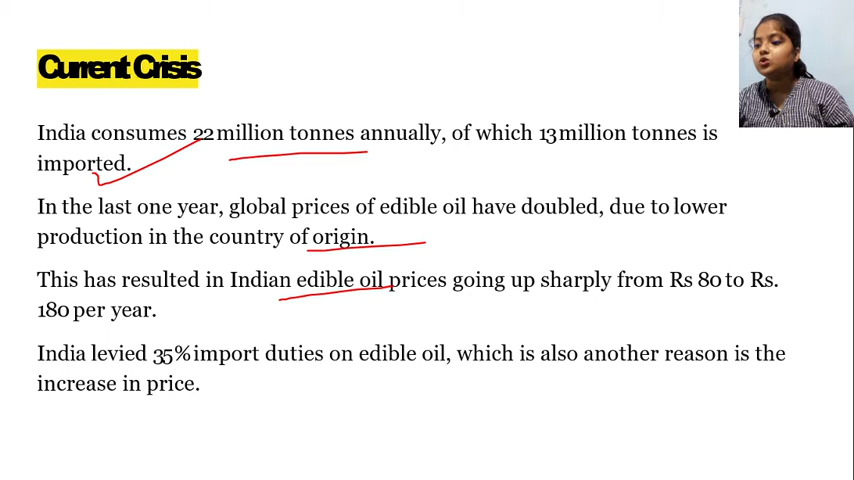 Current Crisis
India consumes 22 million tonnes annually, of which 13 million tonnes is
imported.
In the last one year, global prices of edible oil have doubled, due to lower
production in the country of origin.
This has resulted in Indian edible oil prices going up sharply from Rs 80 to Rs.
180 per year.
India levied 35% import duties on edible oil, which is also another reason is the
increase in price.